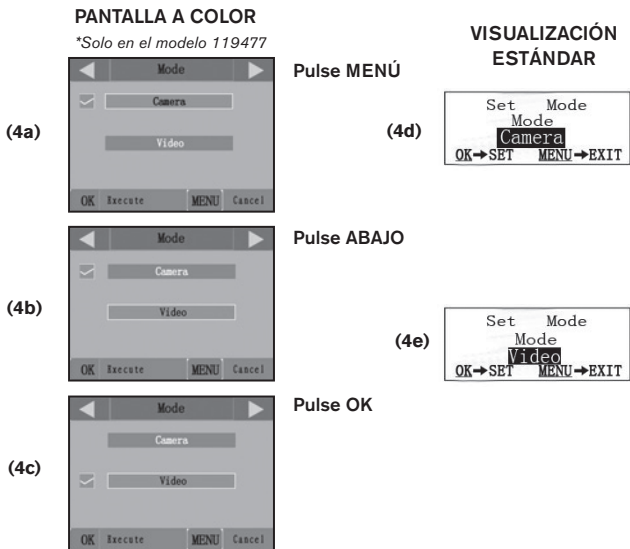 PANTALLA A COLOR
*Solo en el modelo 119477
VISUALIZACIÓN
ESTÁNDAR
(4a)
Mode
Camera
Video
OK Execute MENU Cancel
Pulse MENÚ
(4d)
Set Mode
Mode
Camera
OK→SET MENU→EXIT
(4b)
Mode
Camera
Video
OK Execute MENU Cancel
Pulse ABAJO
(4e)
Set Mode
Mode
Video
OK→SET MENU→EXIT
(4c)
Mode
Camera
Video
OK Execute MENU Cancel
Pulse OK